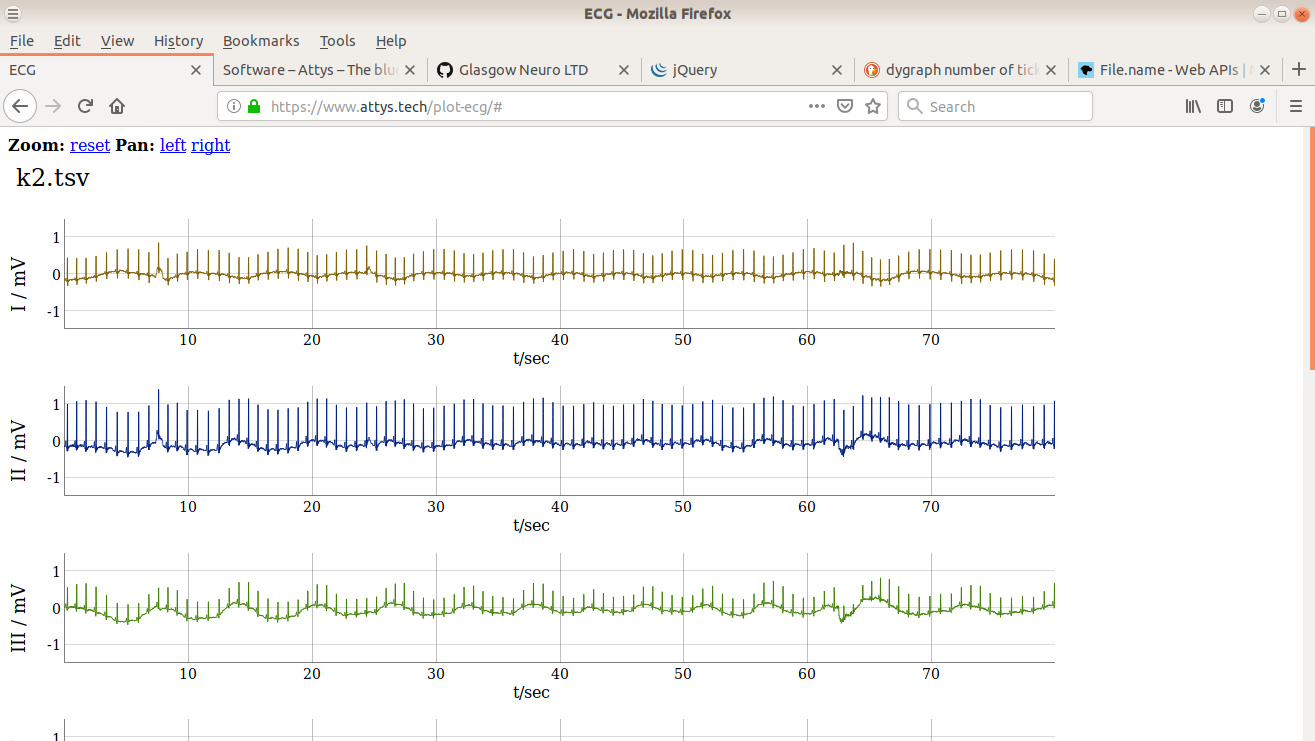 ECG - Mozilla Firefox
File Edit View History Bookmarks Tools Help
ECG Software – Attys – The blu Glasgow Neuro LTD jQuery dygraph number of tick File.name - Web APIs |
https://www.attys.tech/plot-ecg/# Search
Zoom: reset Pan: left right
k2.tsv
I / mV
1
0
-1
10 20 30 40 50 60 70
t/sec
II / mV
1
0
-1
10 20 30 40 50 60 70
t/sec
III / mV
1
0
-1
10 20 30 40 50 60 70
t/sec
1